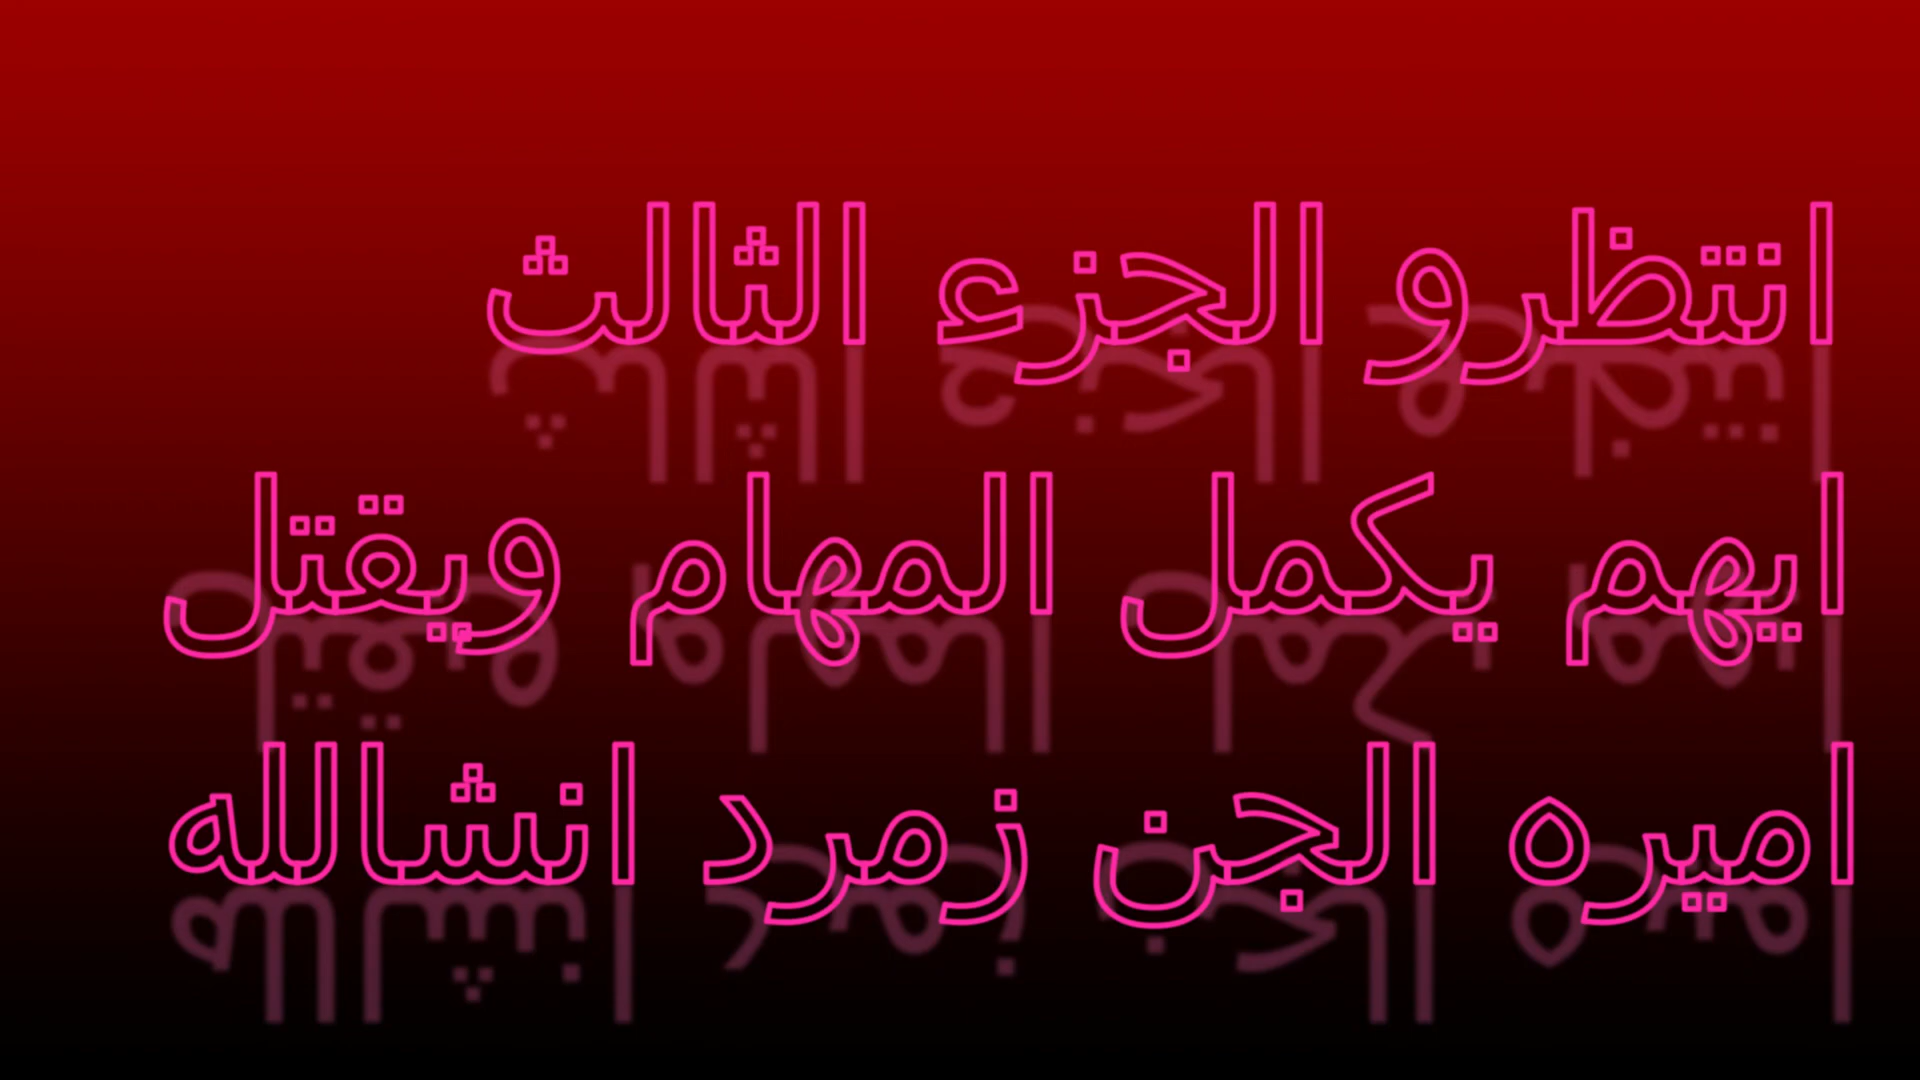 انتظرو الجزء الثالث
ايهم يكمل المهام ويقتل
اميره الجن زمرد انشالله